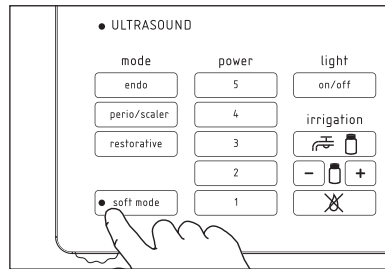 ULTRASOUND
mode power light
endo 5 on/off
perio/scaler 4 irrigation
restorative 3
2 - +
soft mode 1